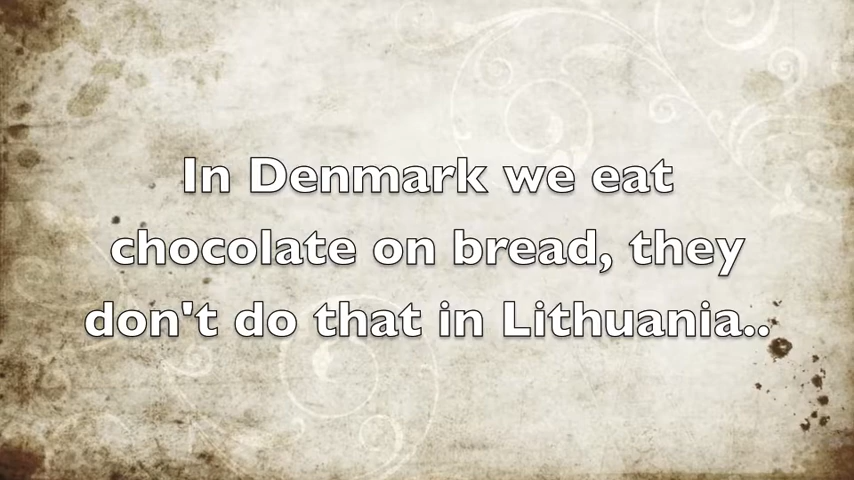 In Denmark we eat
chocolate on bread, they
don't do that in Lithuania..